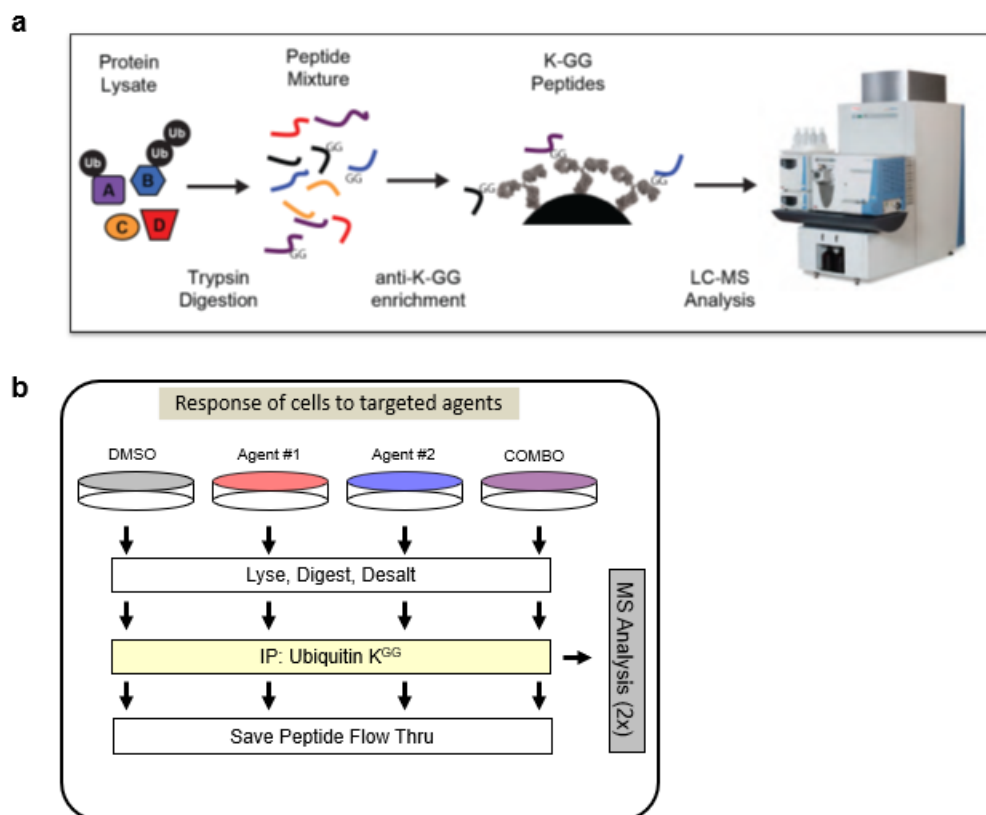 a
Protein
Lysate
Peptide
Mixture
K-GG
Peptides
Ub
Ub
Ub
A
B
C
D
GG
GG
GG
GG
GG
GG
Trypsin
Digestion
anti-K-GG
enrichment
LC-MS
Analysis
b
Response of cells to targeted agents
DMSO
Agent #1
Agent #2
COMBO
Lyse, Digest, Desalt
IP: Ubiquitin K^GG
Save Peptide Flow Thru
MS Analysis (2x)